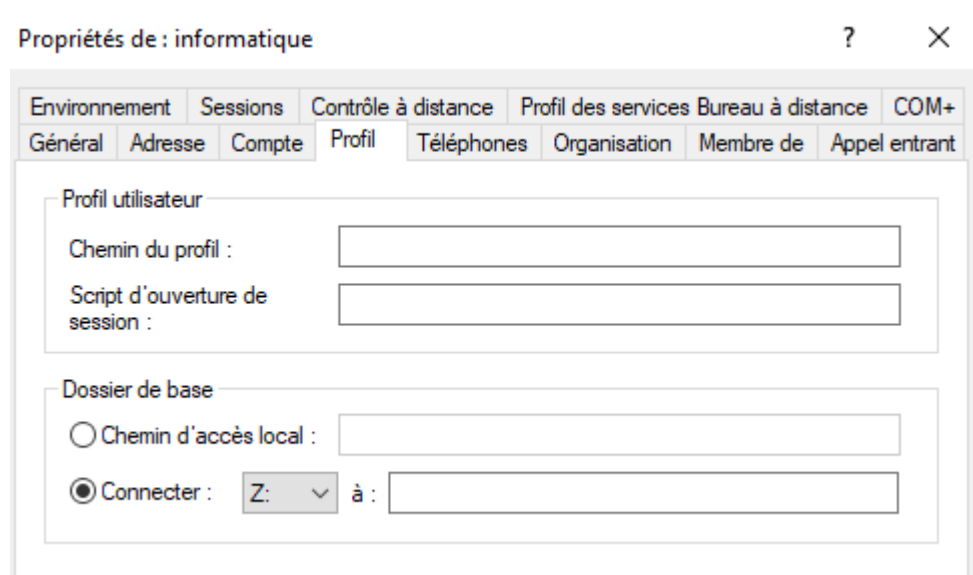 Propriétés de : informatique ? ×
Environnement Sessions Contrôle à distance Profil des services Bureau à distance COM+
Général Adresse Compte Profil Téléphones Organisation Membre de Appel entrant
Profil utilisateur
Chemin du profil :
Script d'ouverture de
session :
Dossier de base
Chemin d'accès local :
Connecter : Z: à :